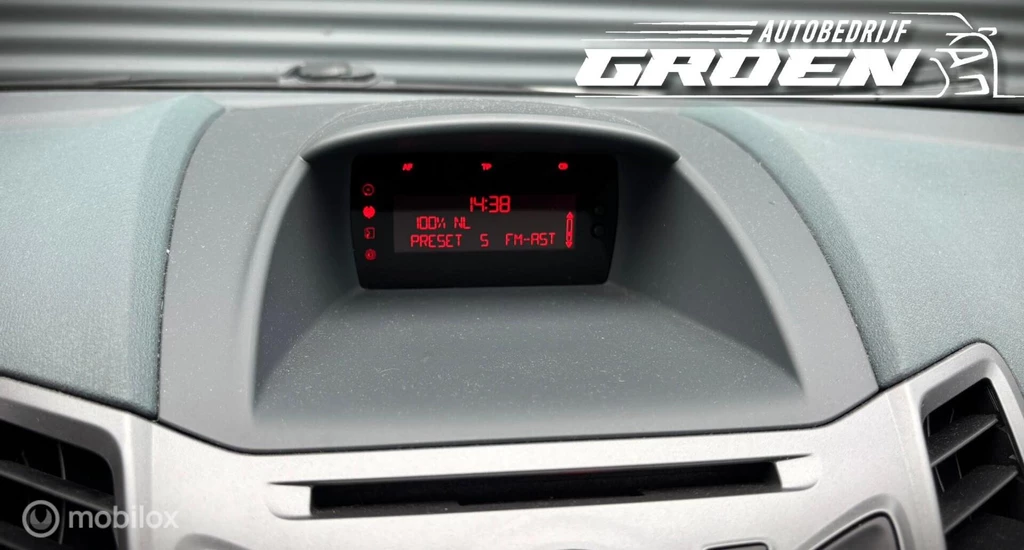 AUTOBEDRIJF
GROEN
AF TP CD
14:38
100% NL
PRESET 5 FM-AST
mobilox